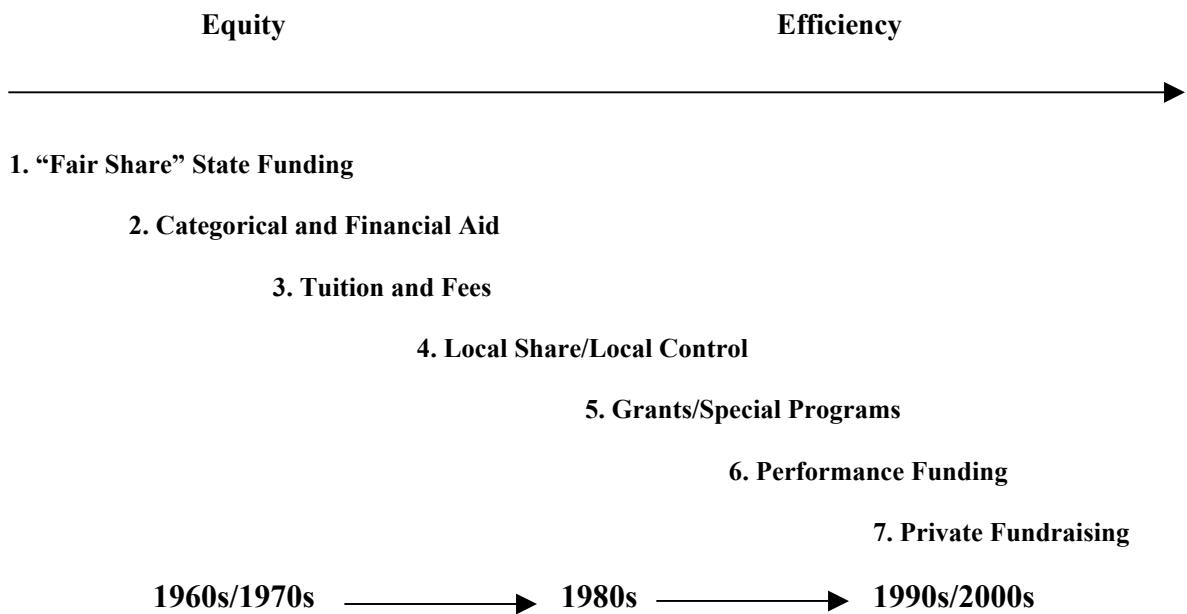 Equity Efficiency
1. “Fair Share” State Funding
2. Categorical and Financial Aid
3. Tuition and Fees
4. Local Share/Local Control
5. Grants/Special Programs
6. Performance Funding
7. Private Fundraising
1960s/1970s 1980s 1990s/2000s